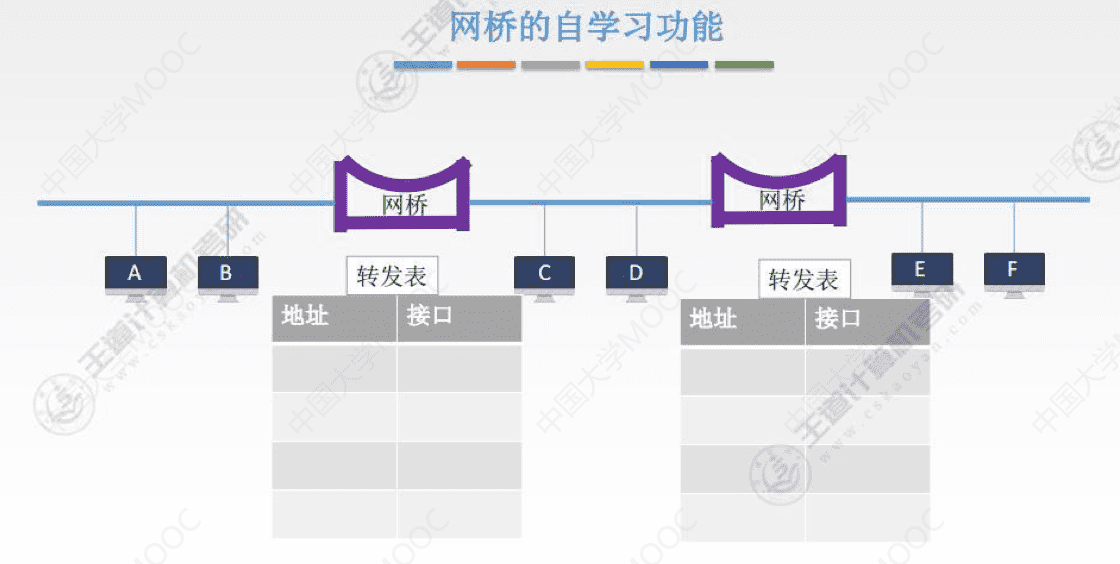 网桥的自学习功能
网桥
网桥
A
B
C
D
E
F
转发表
转发表
地址 接口
地址 接口
中国大学MOOC
王道计算机考研
www.cskaoyan.com